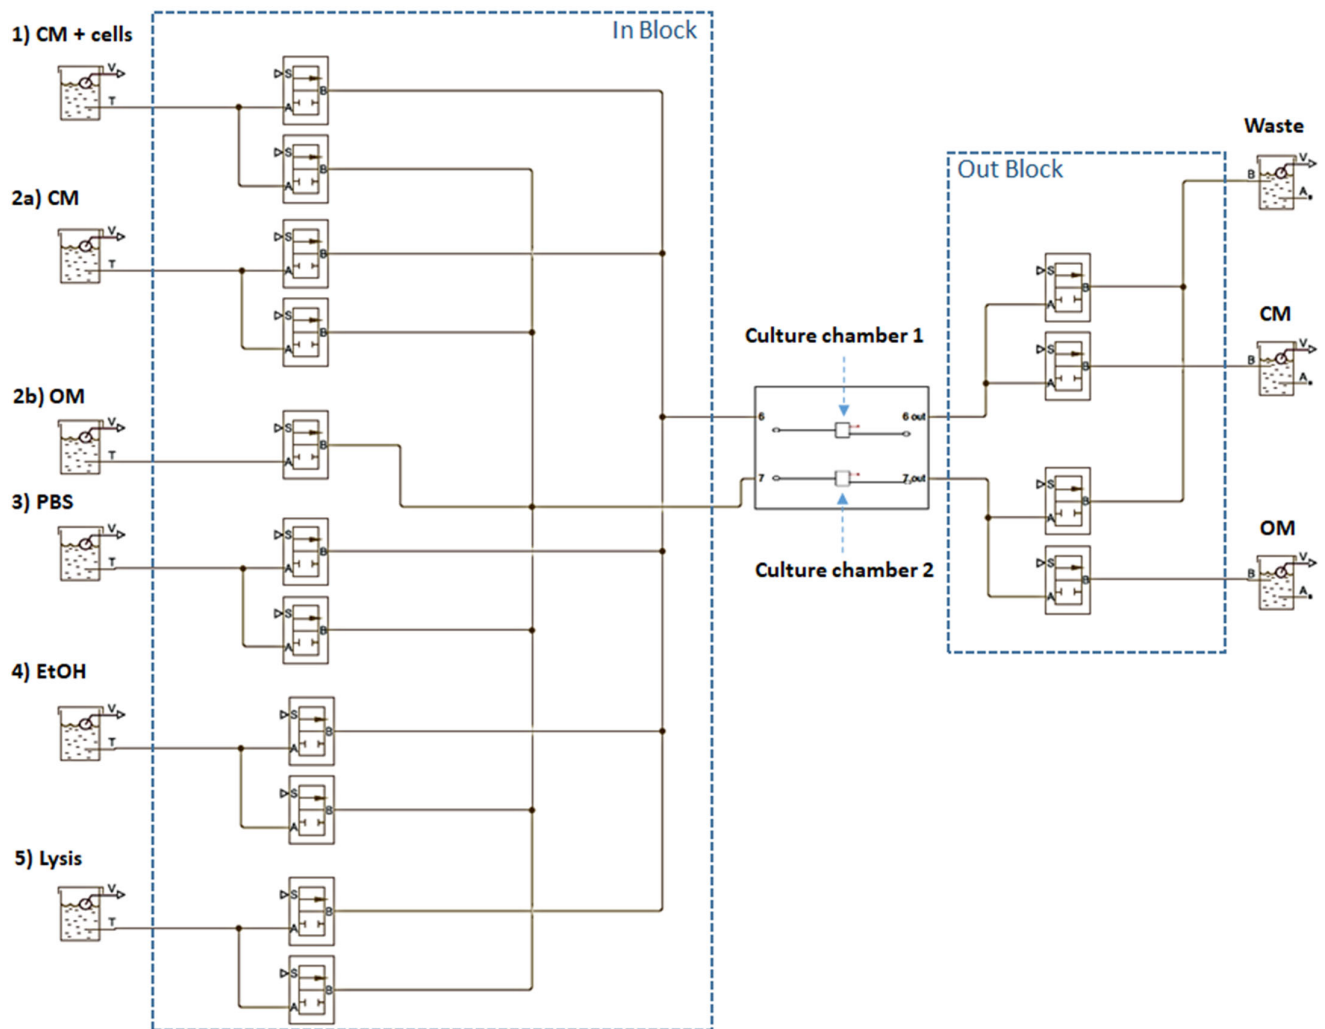 In Block
1) CM + cells
V
T
S
B
A
S
B
A
2a) CM
V
T
S
B
A
S
B
A
2b) OM
V
T
S
B
A
3) PBS
V
T
S
B
A
S
B
A
4) EtOH
V
T
S
B
A
S
B
A
5) Lysis
V
T
S
B
A
S
B
A
Culture chamber 1
6
6 out
7
7,out
Culture chamber 2
Out Block
S
B
A
S
B
A
S
B
A
S
B
A
Waste
V
B
A
CM
V
B
A
OM
V
B
A